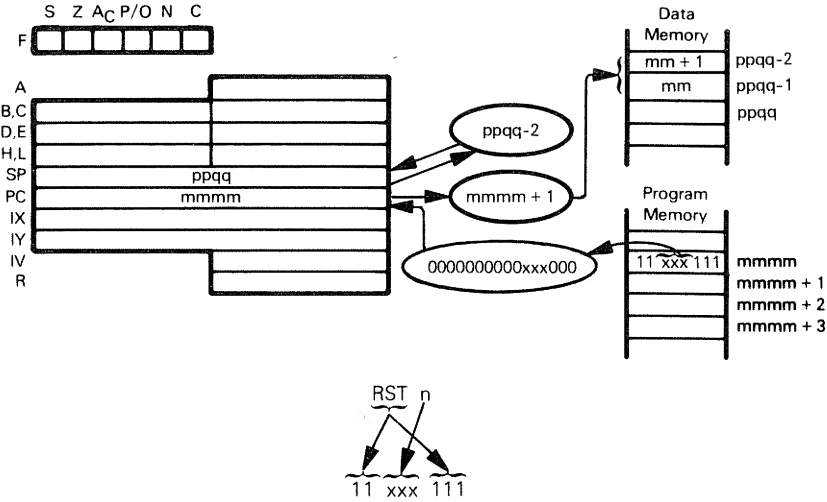 S Z AC P/O N C
F
A
B,C
D,E
H,L
SP ppqq
PC mmmm
IX
IY
IV
R
ppqq-2
mmmm + 1
0000000000xxx000
Data
Memory
mm + 1 ppqq-2
mm ppqq-1
ppqq
Program
Memory
11 xxx 111 mmmm
mmmm + 1
mmmm + 2
mmmm + 3
RST n
11 xxx 111